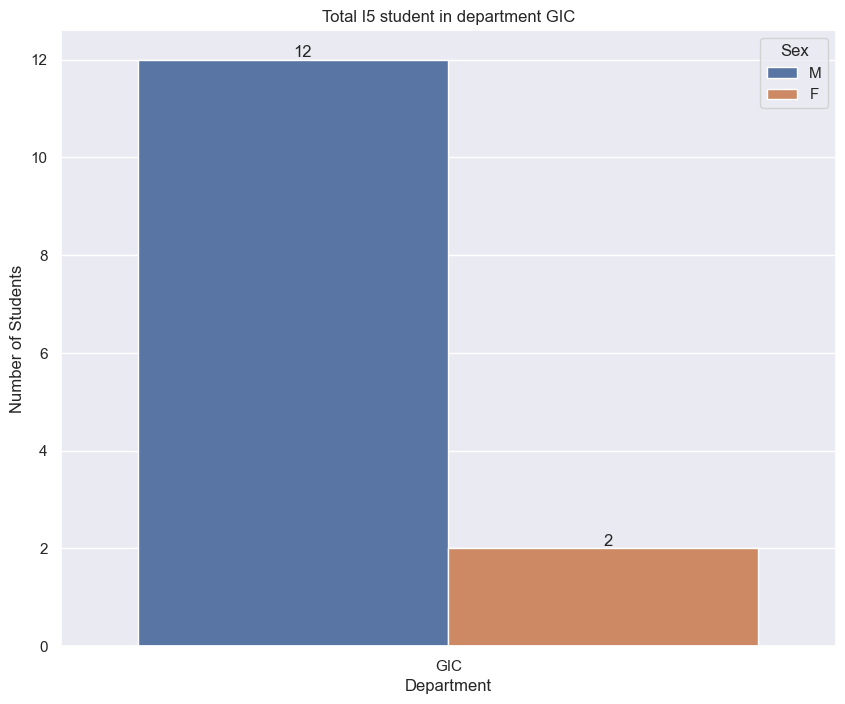 Total I5 student in department GIC
Sex
M
F
12
2
12
10
8
6
4
2
0
Number of Students
GIC
Department